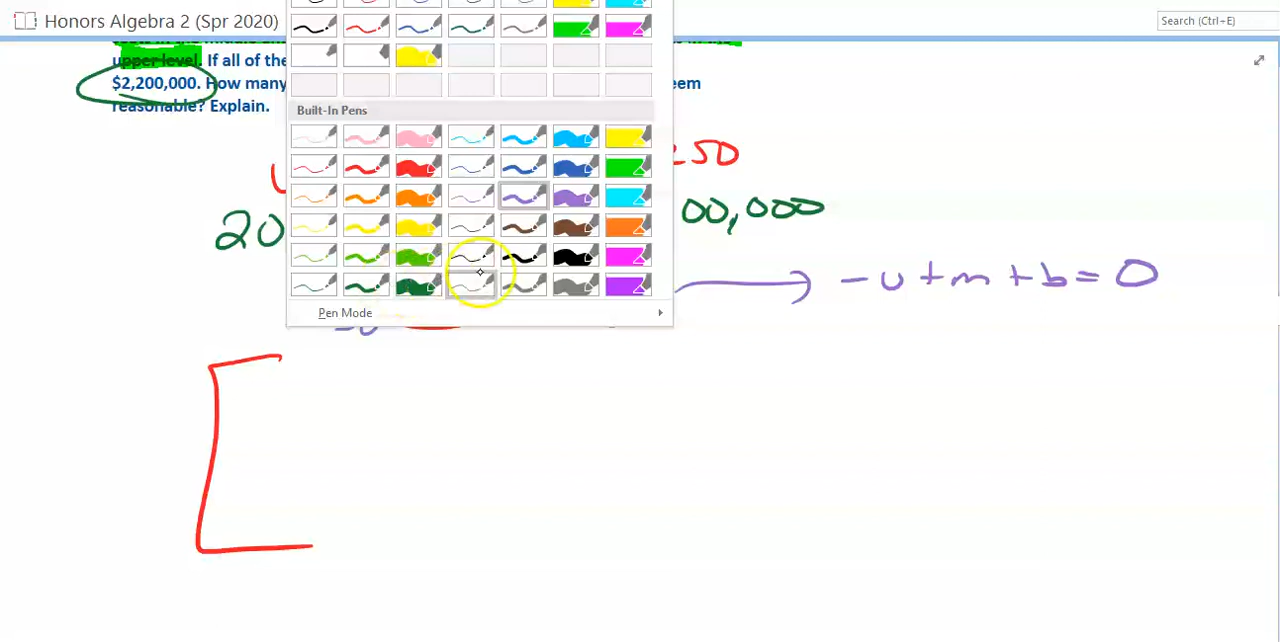 Honors Algebra 2 (Spr 2020)
Search (Ctrl+E)
upper level. If all of the
$2,200,000. How many
reasonable? Explain.
Built-In Pens
250
20
00,000
-u+m+b=0
Pen Mode